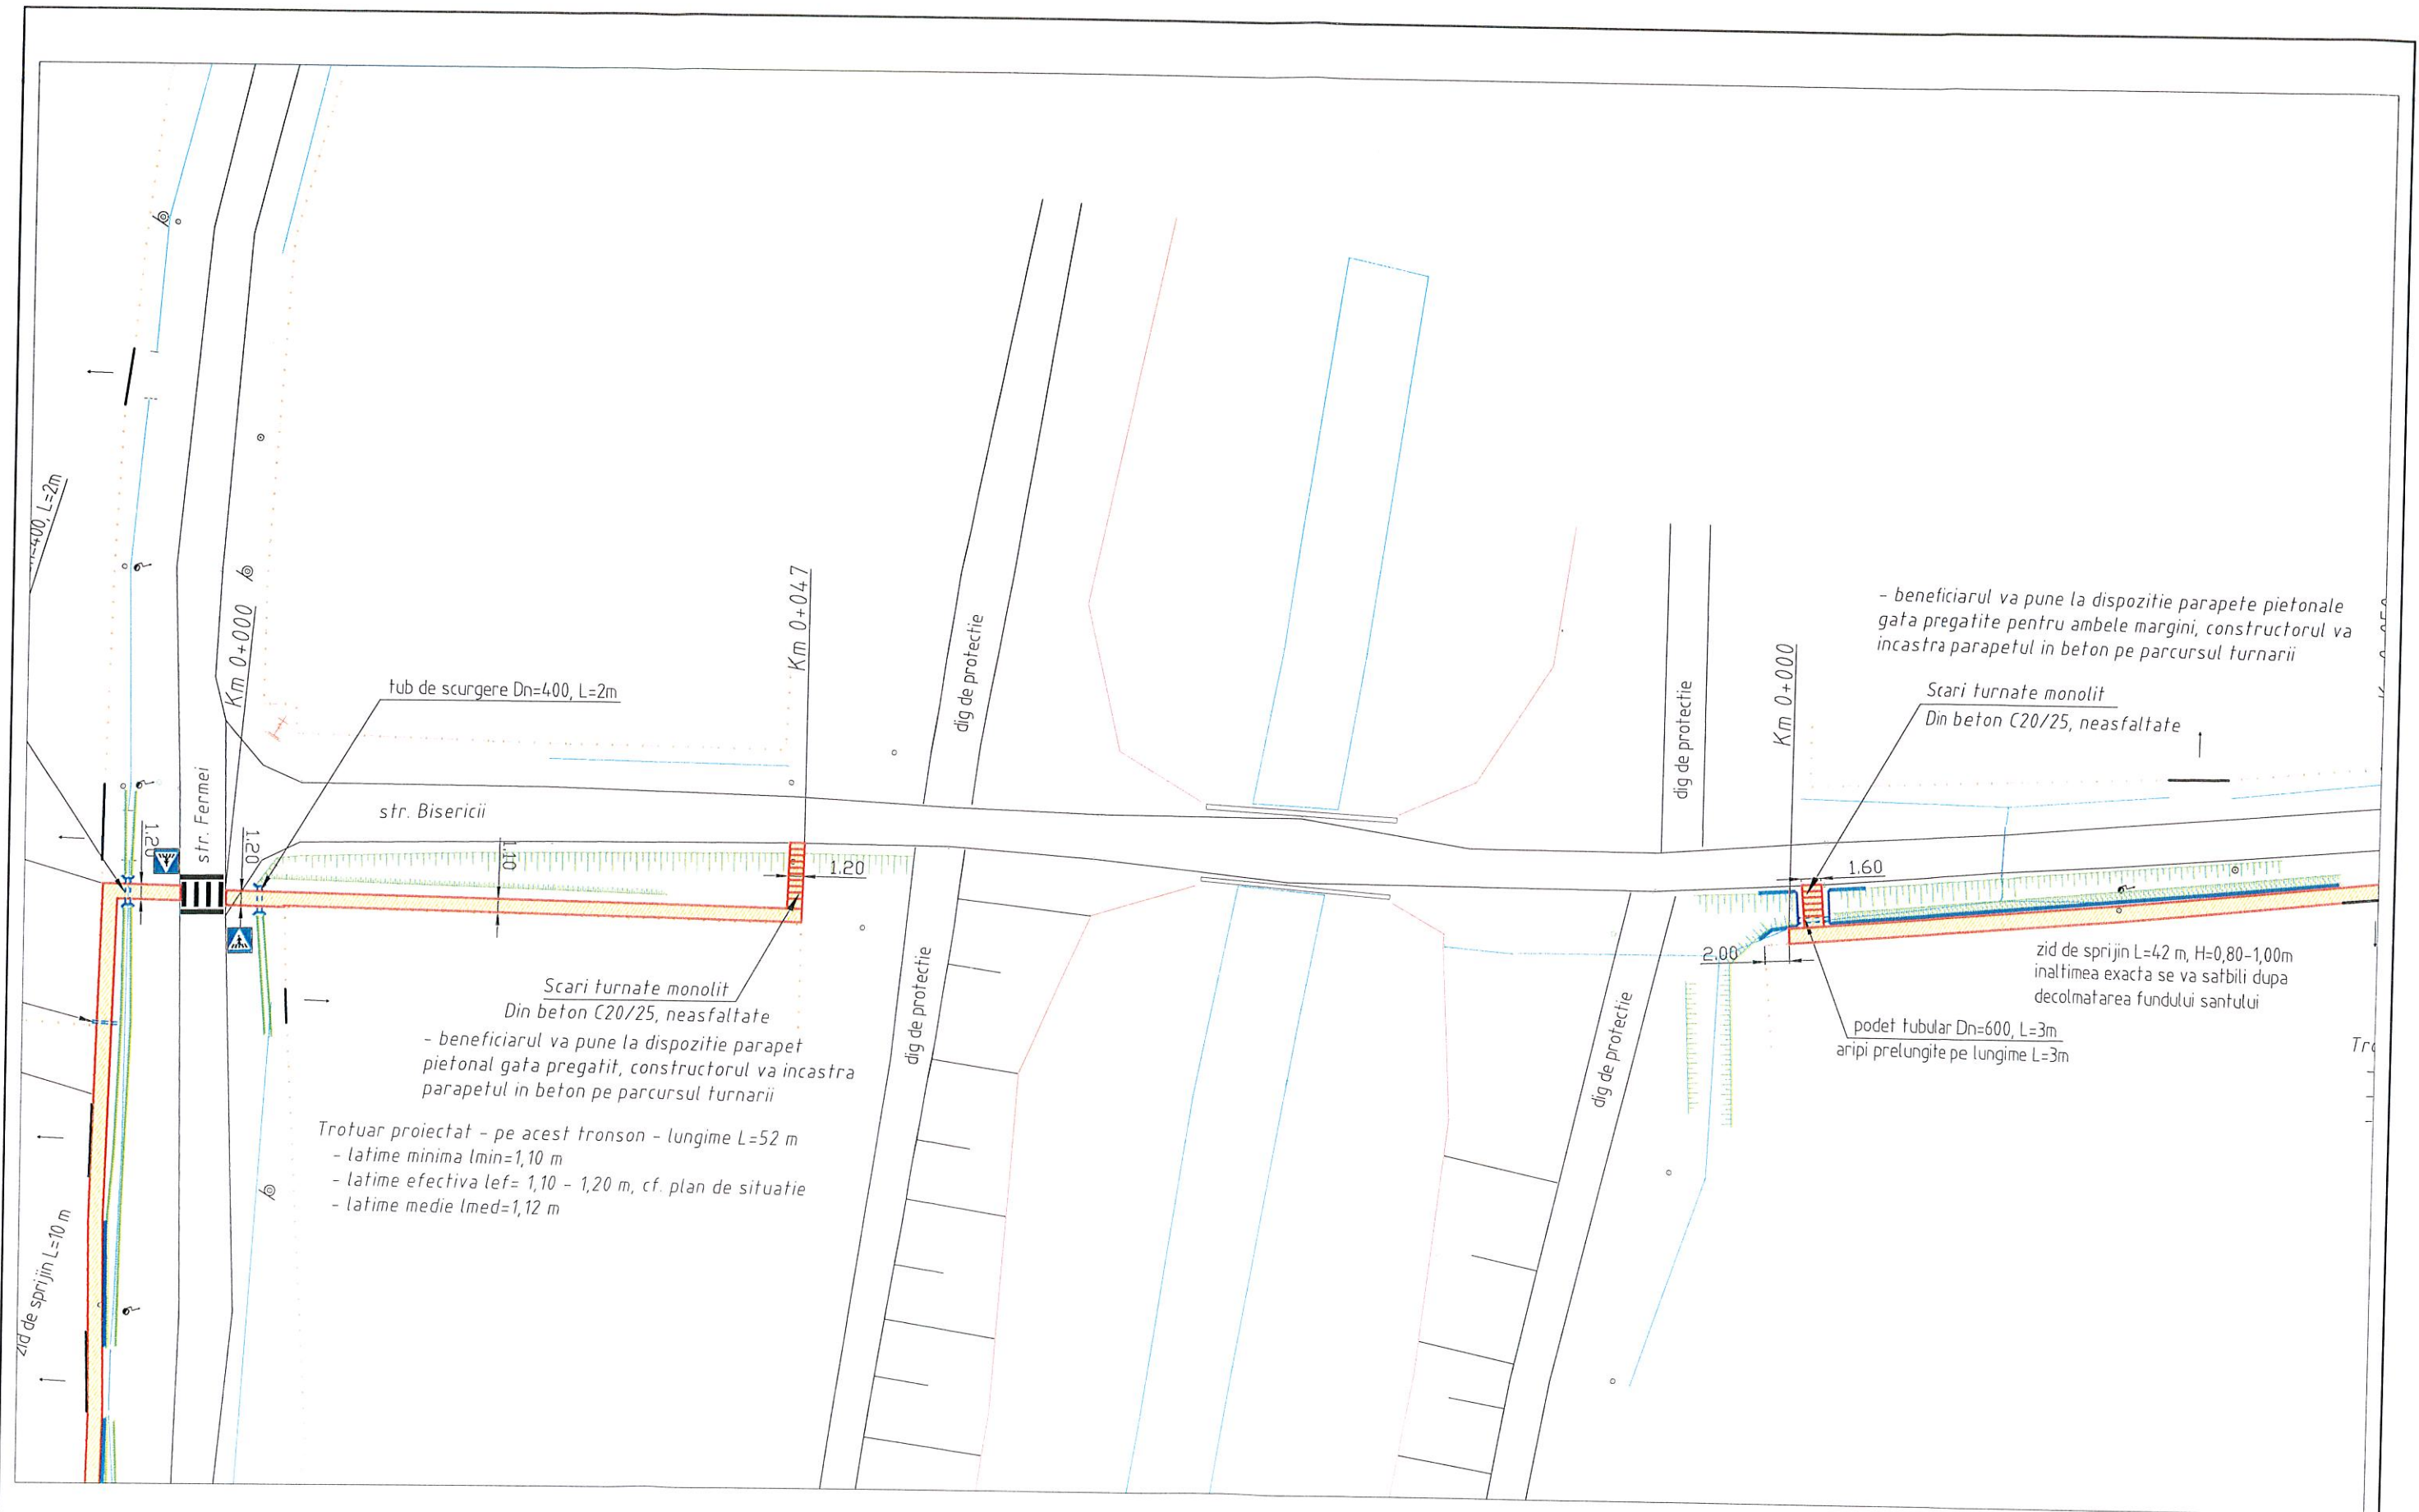 L=2m
Km 0+000
Km 0+047
tub de scurgere Dn=400, L=2m
dig de protectie
str. Fermei
str. Bisericii
1.20
1.20
1.10
1.20
Scari turnate monolit
Din beton C20/25, neasfaltate
- beneficiarul va pune la dispozitie parapet
pietonal gata pregatit, constructorul va incastra
parapetul in beton pe parcursul turnarii
Trotuar proiectat - pe acest tronson - lungime L=52 m
- latime minima lmin=1,10 m
- latime efectiva lef= 1,10 - 1,20 m, cf. plan de situatie
- latime medie lmed=1,12 m
zid de sprijin L=10 m
dig de protectie
dig de protectie
dig de protectie
Km 0+000
- beneficiarul va pune la dispozitie parapete pietonale
gata pregatite pentru ambele margini, constructorul va
incastra parapetul in beton pe parcursul turnarii
Scari turnate monolit
Din beton C20/25, neasfaltate
1.60
2.00
zid de sprijin L=42 m, H=0,80-1,00m
inaltimea exacta se va satbili dupa
decolmatarea fundului santului
podet tubular Dn=600, L=3m
aripi prelungite pe lungime L=3m